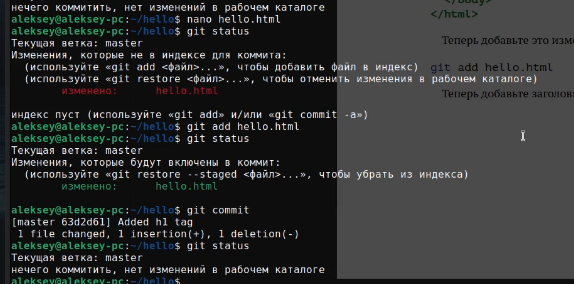 нечего коммитить, нет изменений в рабочем каталоге
aleksey@aleksey-pc:~/hello$ nano hello.html
aleksey@aleksey-pc:~/hello$ git status
Текущая ветка: master
Изменения, которые не в индексе для коммита:
(используйте «git add <файл>...», чтобы добавить файл в индекс)
(используйте «git restore <файл>...», чтобы отменить изменения в рабочем каталоге)
изменено: hello.html
индекс пуст (используйте «git add» и/или «git commit -a»)
aleksey@aleksey-pc:~/hello$ git add hello.html
aleksey@aleksey-pc:~/hello$ git status
Текущая ветка: master
Изменения, которые будут включены в коммит:
(используйте «git restore --staged <файл>...», чтобы убрать из индекса)
изменено: hello.html
aleksey@aleksey-pc:~/hello$ git commit
[master 63d2d61] Added h1 tag
1 file changed, 1 insertion(+), 1 deletion(-)
aleksey@aleksey-pc:~/hello$ git status
Текущая ветка: master
нечего коммитить, нет изменений в рабочем каталоге
aleksey@aleksey-pc:~/hello$
</body>
</html>
Теперь добавьте это изме
git add hello.html
Теперь добавьте заголова